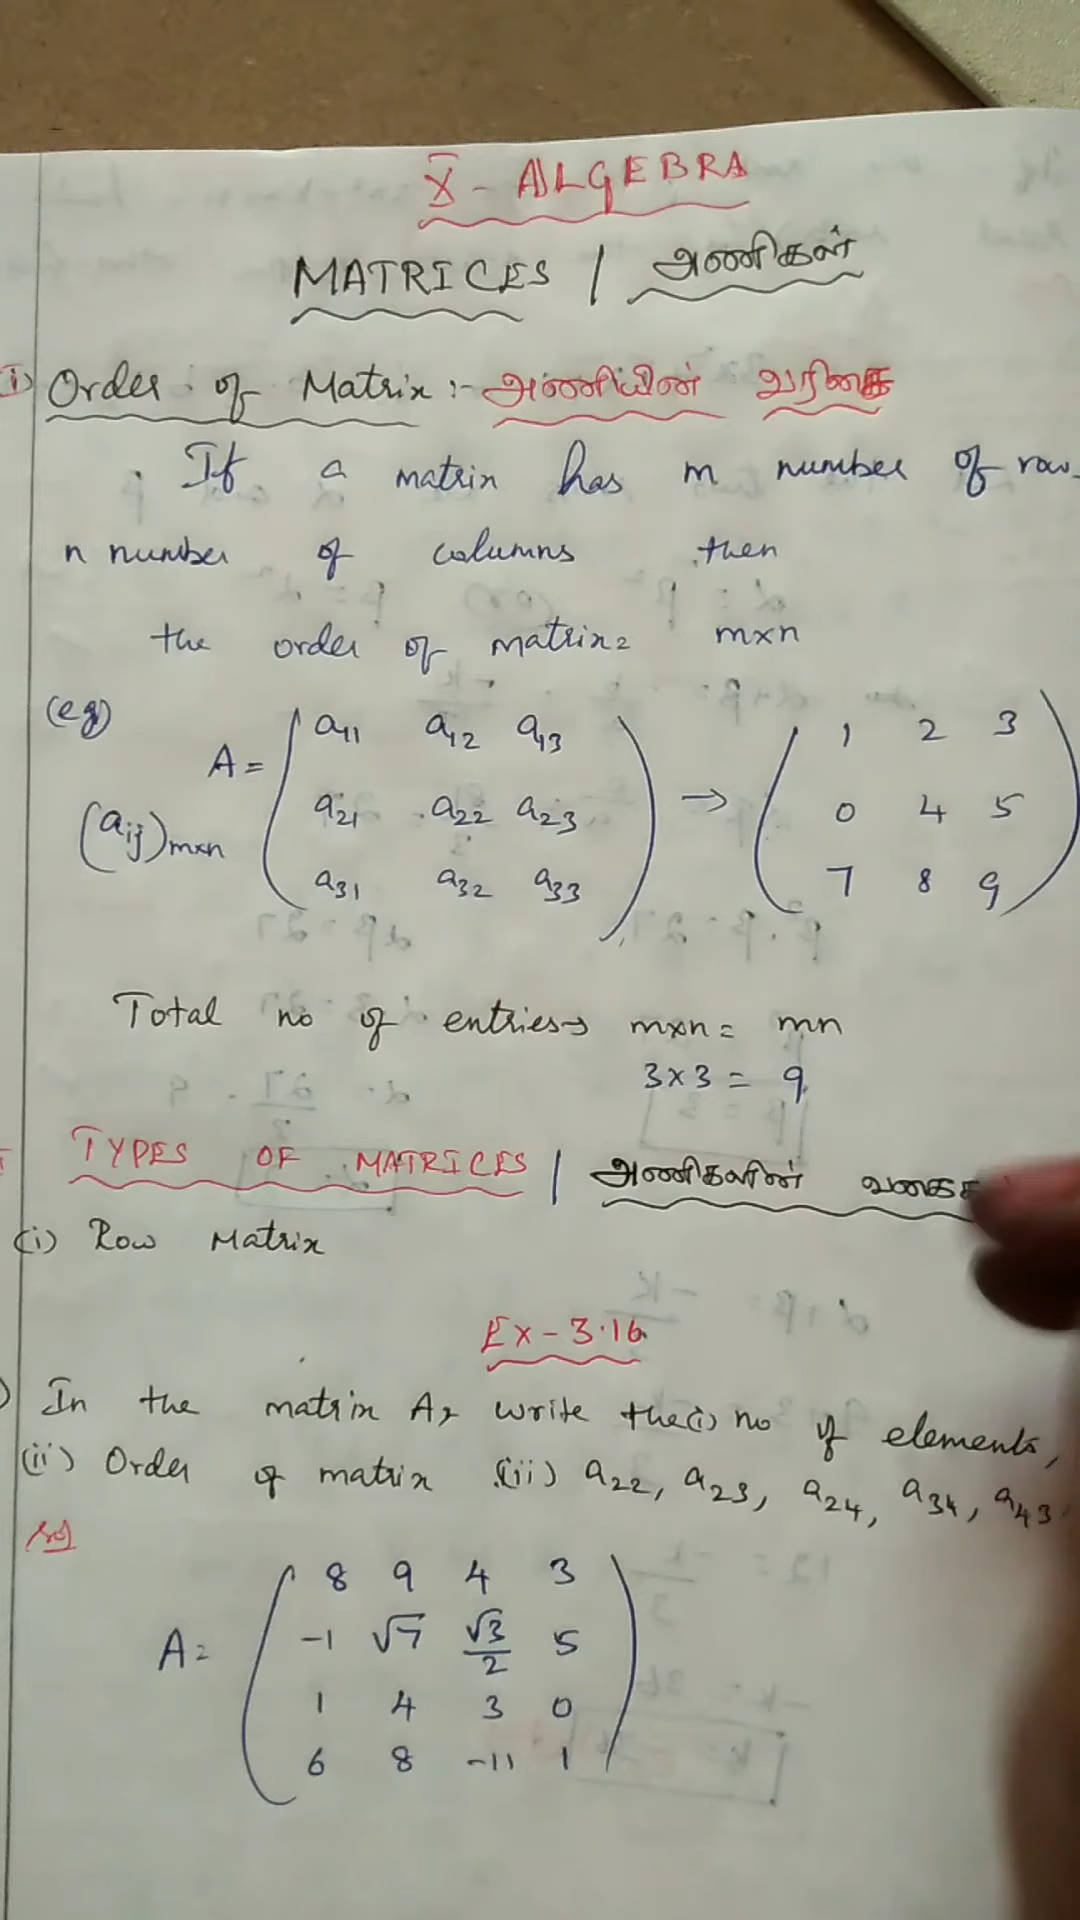 X - ALGEBRA
MATRICES / அணிகள்
I) Order of Matrix :- அணியின் வரிசை
If a matrix has m number of row
n number of columns then
the order of matrix = m×n
(eg)
A = ( a11 a12 a13 → ( 1 2 3
(aij)m×n a21 a22 a23 0 4 5
a31 a32 a33 ) 7 8 9 )
Total no of entries → m×n = mn
3×3 = 9
TYPES OF MATRICES / அணிகளின்
(i) Row Matrix
Ex - 3.16
In the matrix A, write the (i) no of elements,
(ii) Order of matrix (iii) a22, a23, a24, a34, a43.
Sol
( 8 9 4 3
A = -1 √7 √3/2 5
1 4 3 0
6 8 -11 1 )